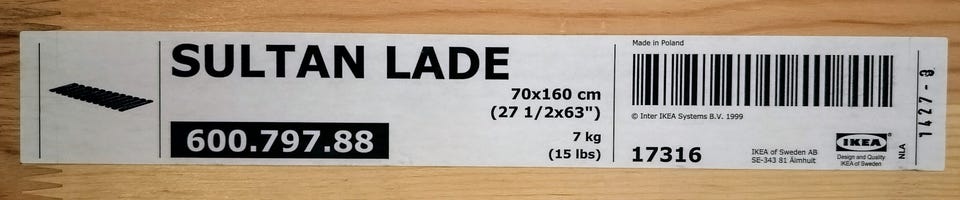 SULTAN LADE
70x160 cm
(27 1/2x63")
600.797.88
7 kg
(15 lbs)
Made in Poland
© Inter IKEA Systems B.V. 1999
17316
IKEA of Sweden AB
SE-343 81 Älmhult
IKEA®
Design and Quality
IKEA of Sweden
NLA
1427-3